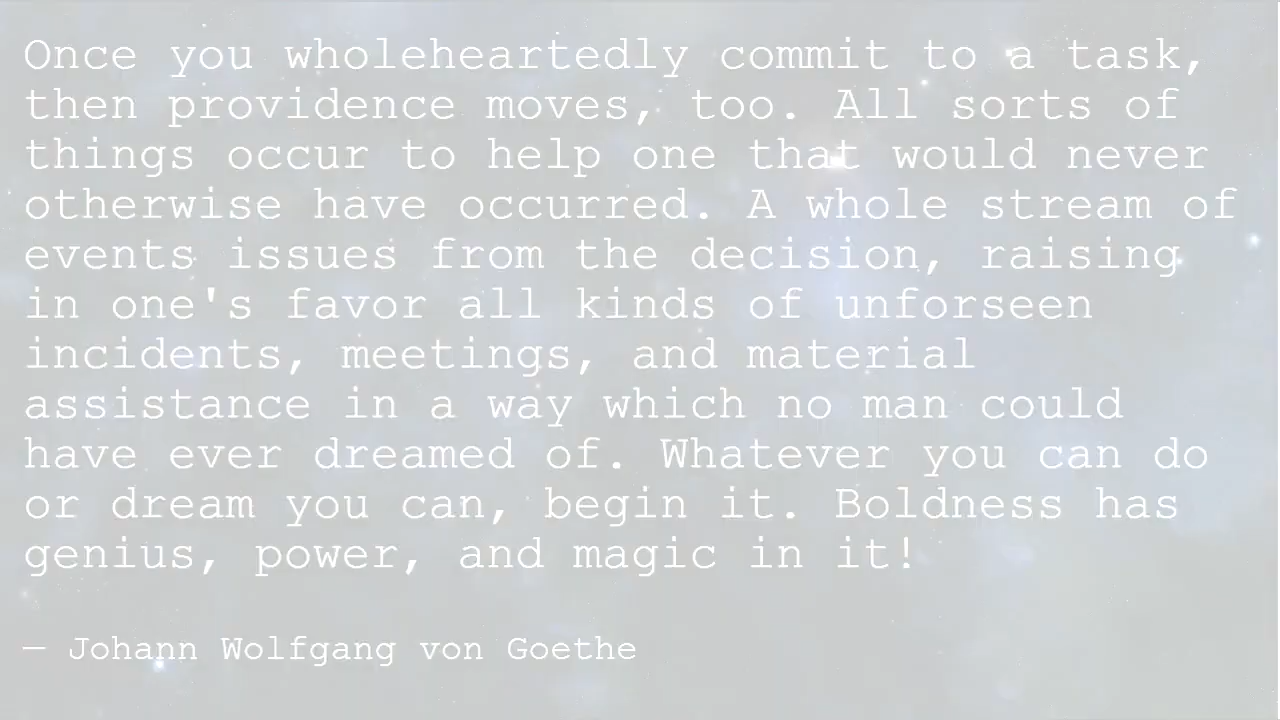 Once you wholeheartedly commit to a task,
then providence moves, too. All sorts of
things occur to help one that would never
otherwise have occurred. A whole stream of
events issues from the decision, raising
in one's favor all kinds of unforseen
incidents, meetings, and material
assistance in a way which no man could
have ever dreamed of. Whatever you can do
or dream you can, begin it. Boldness has
genius, power, and magic in it!
— Johann Wolfgang von Goethe